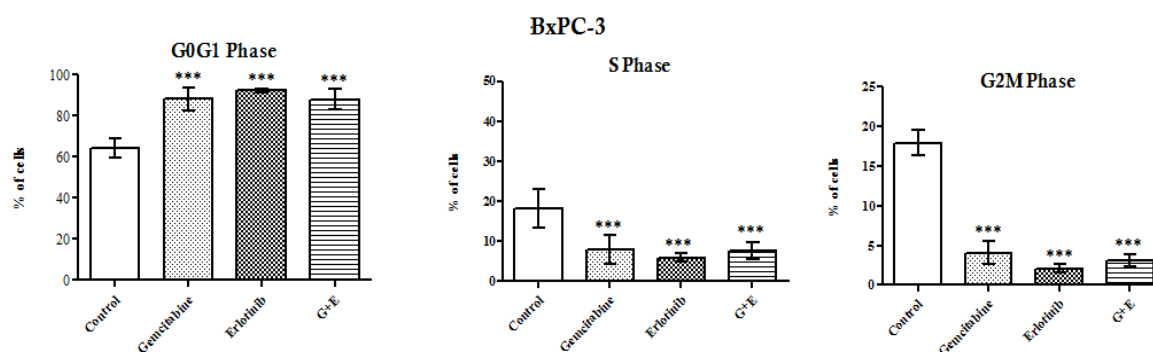 BxPC-3
G0G1 Phase
% of cells
100
80
60
40
20
0
***
***
***
Control
Gemcitabine
Erlotinib
G+E
S Phase
% of cells
50
40
30
20
10
0
***
***
***
Control
Gemcitabine
Erlotinib
G+E
G2M Phase
% of cells
25
20
15
10
5
0
***
***
***
Control
Gemcitabine
Erlotinib
G+E